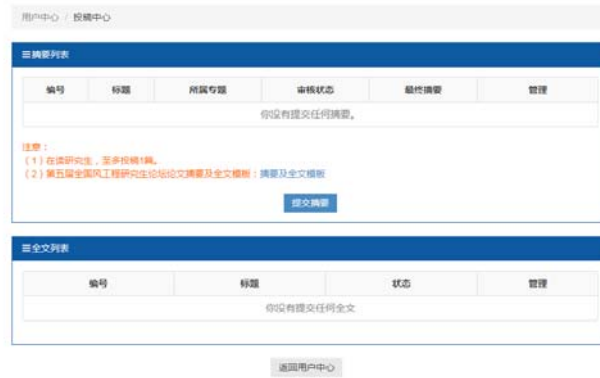 用户中心 / 投稿中心
摘要列表
编号 标题 所属专题 审核状态 最终摘要 管理
你没有提交任何摘要。
注意：
（1）在读研究生，至多投稿1篇。
（2）第五届全国风工程研究生论坛论文摘要及全文模板：摘要及全文模板
提交摘要
全文列表
编号 标题 状态 管理
你没有提交任何全文
返回用户中心